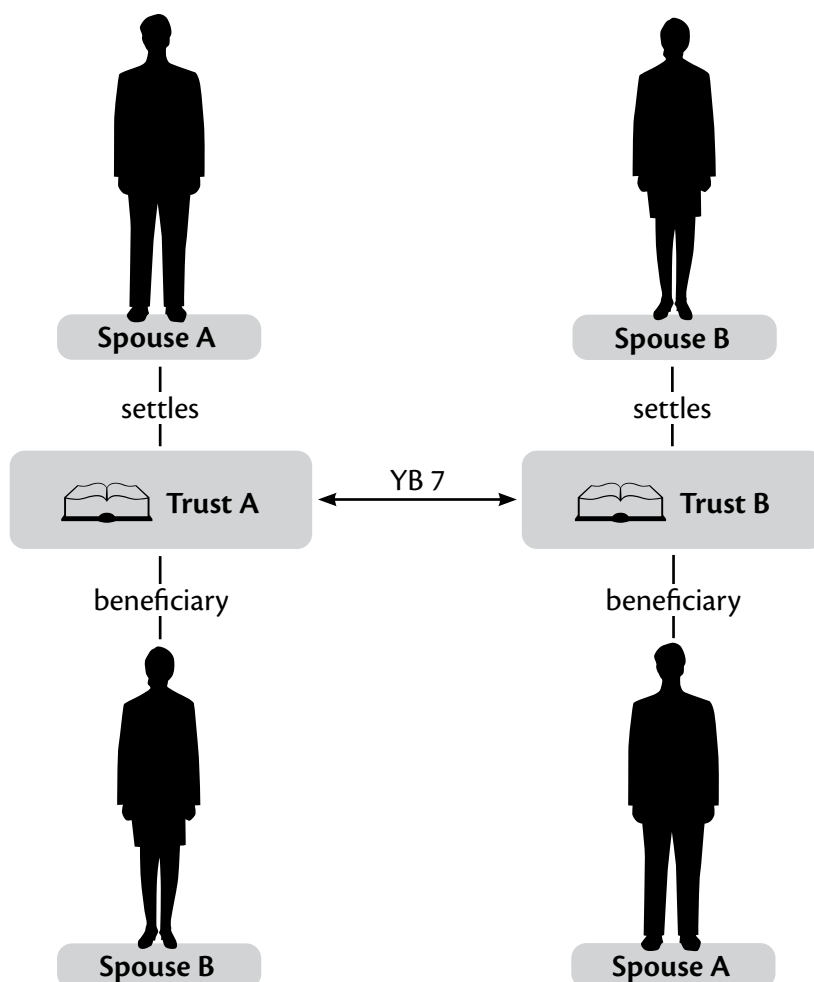 Spouse A
Spouse B
settles
settles
Trust A
YB 7
Trust B
beneficiary
beneficiary
Spouse B
Spouse A